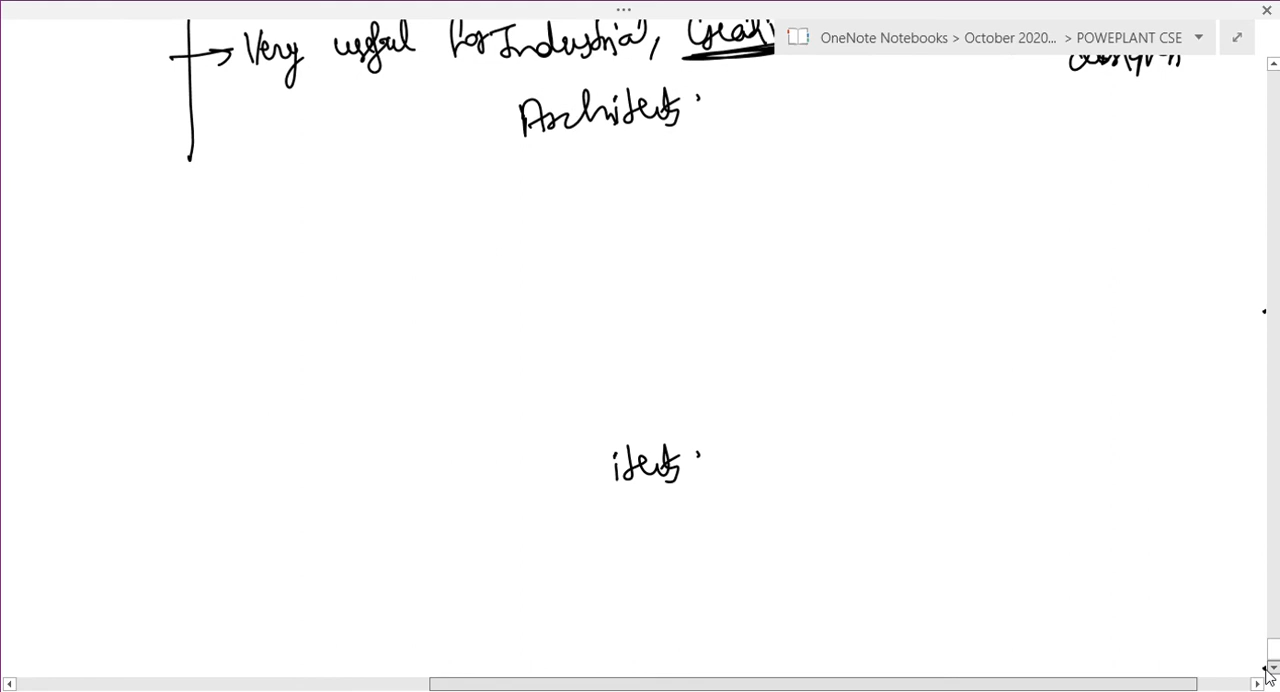 → Very useful for Industrial,
OneNote Notebooks > October 2020... > POWEPLANT CSE
Architects.
itects.